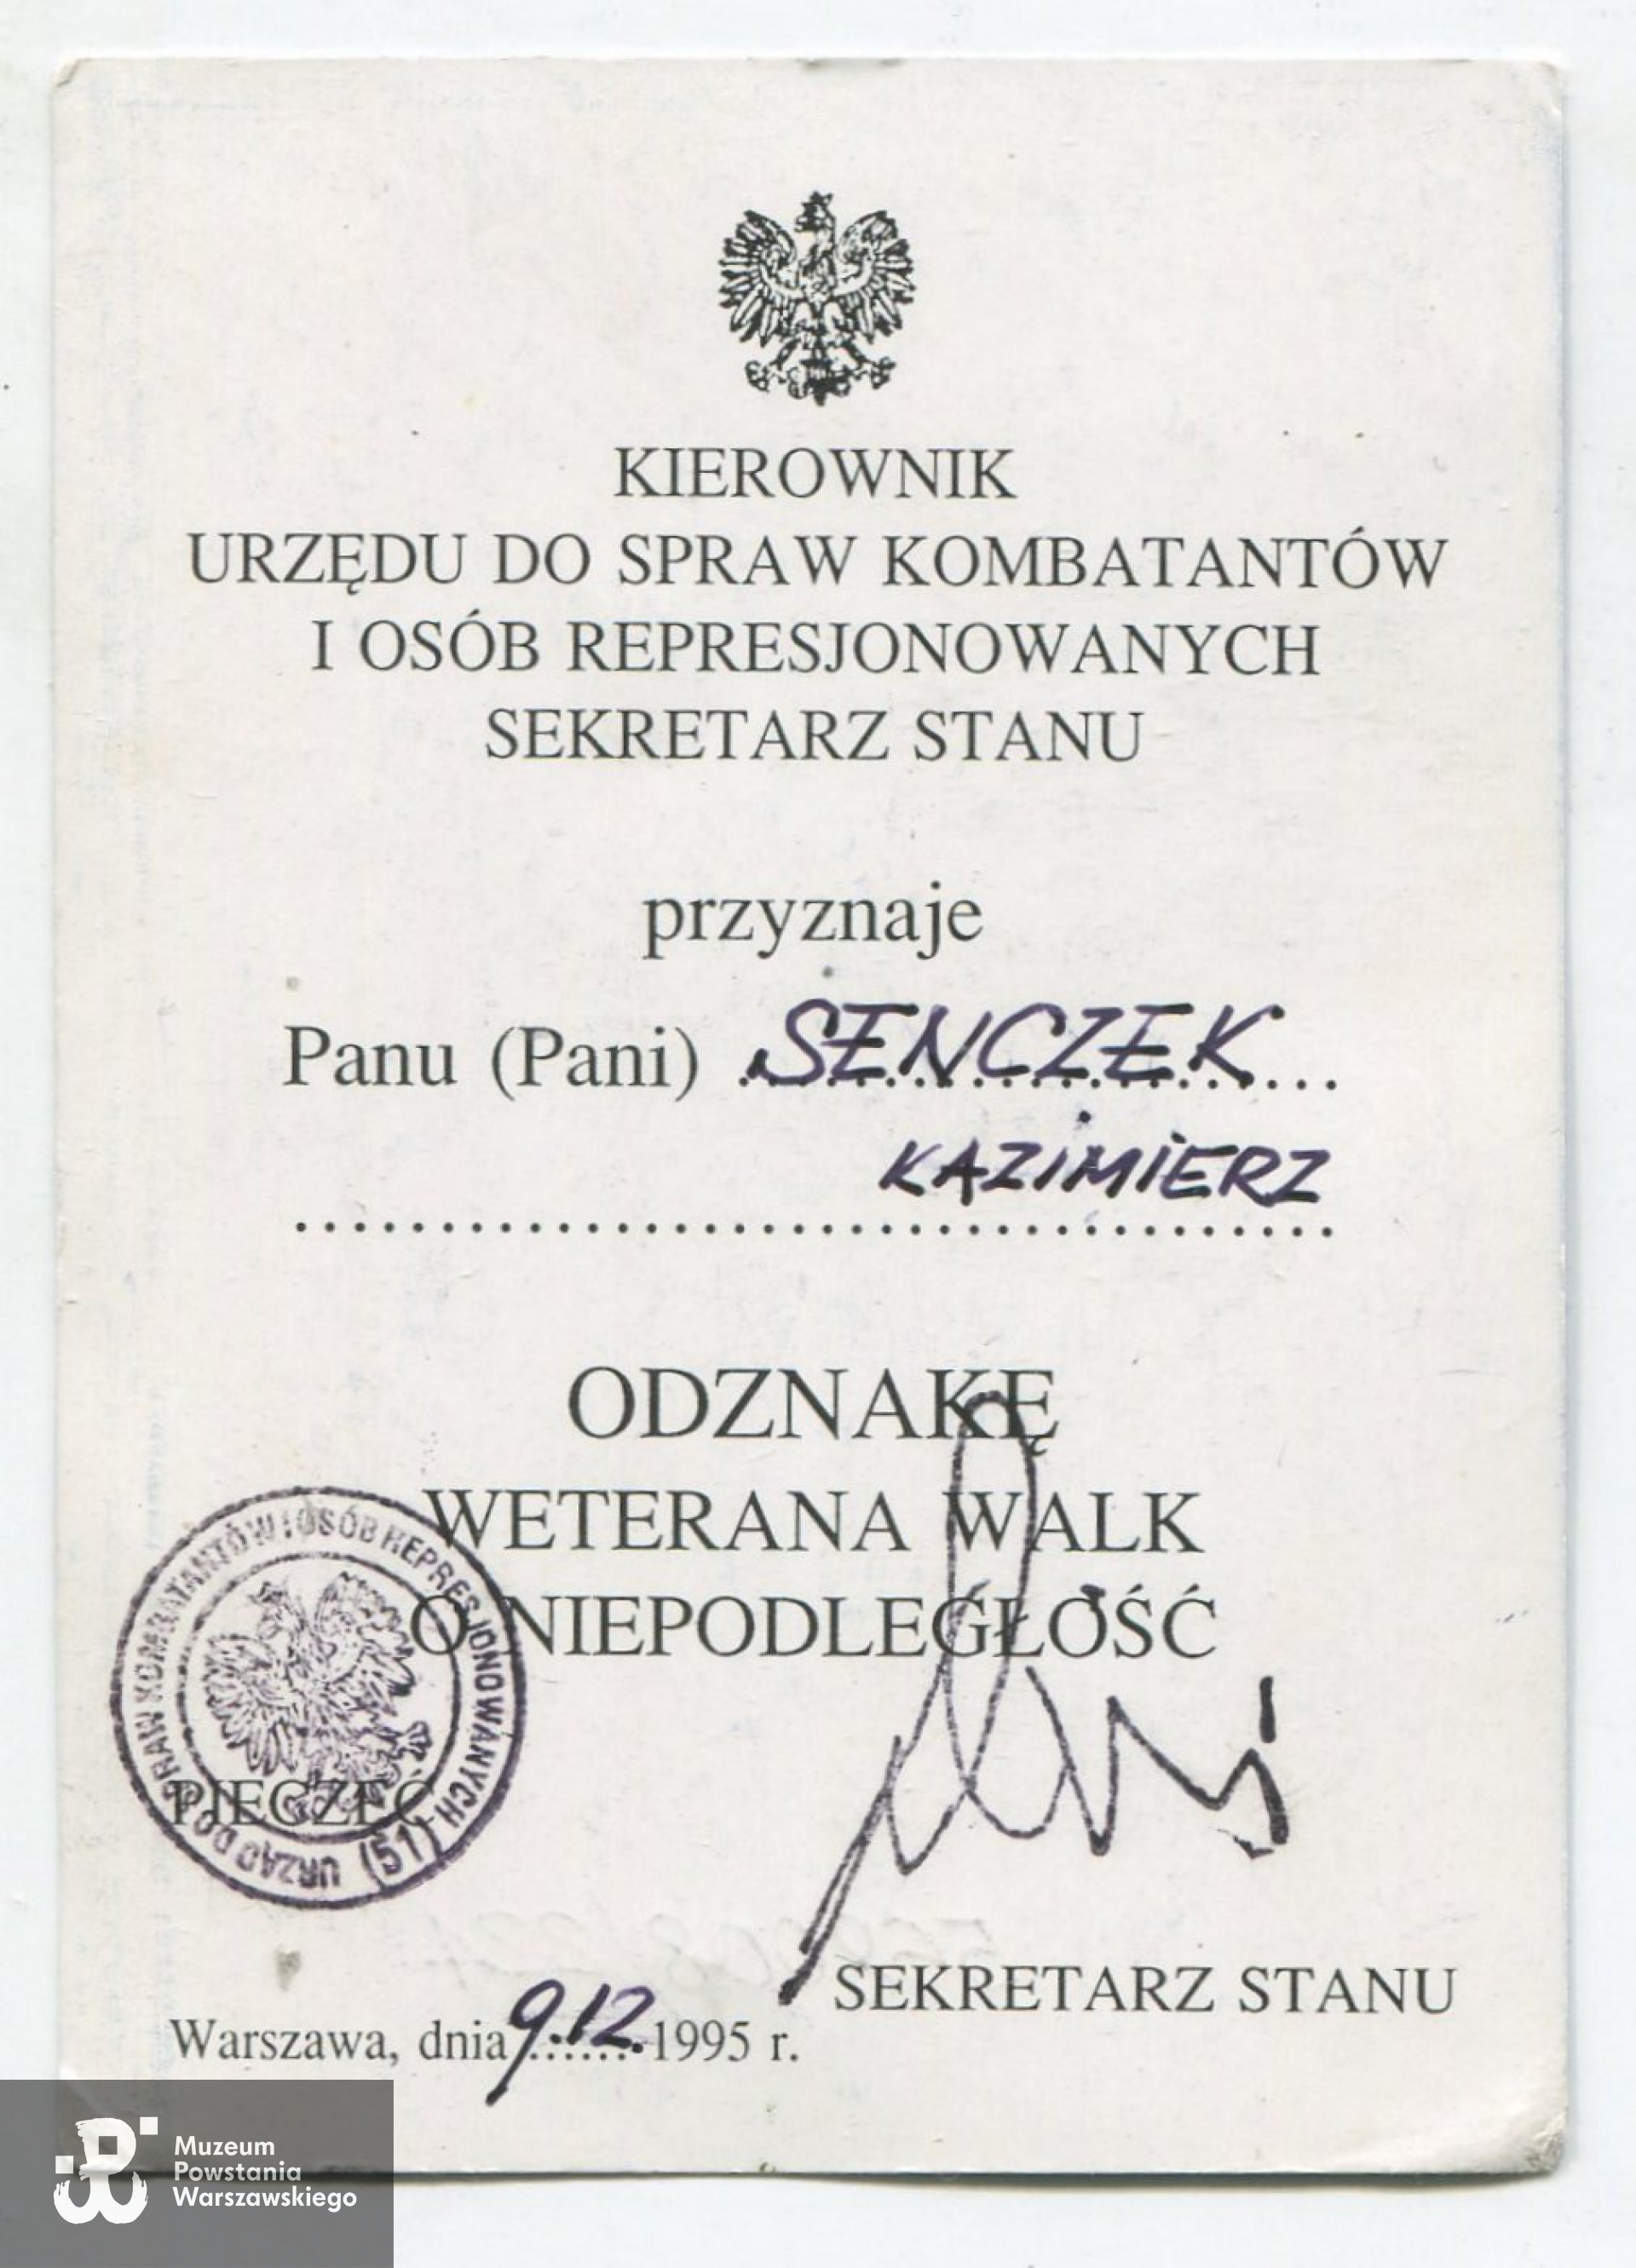 KIEROWNIK
URZĘDU DO SPRAW KOMBATANTÓW
I OSÓB REPRESJONOWANYCH
SEKRETARZ STANU
przyznaje
Panu (Pani) SENCZEK
KAZIMIERZ
ODZNAKĘ
WETERANA WALK
O NIEPODLEGŁOŚĆ
URZĄD DO SPRAW KOMBATANTÓW I OSÓB REPRESJONOWANYCH (51)
PIECZĘĆ
SEKRETARZ STANU
Warszawa, dnia 9.12. 1995 r.
Muzeum
Powstania
Warszawskiego